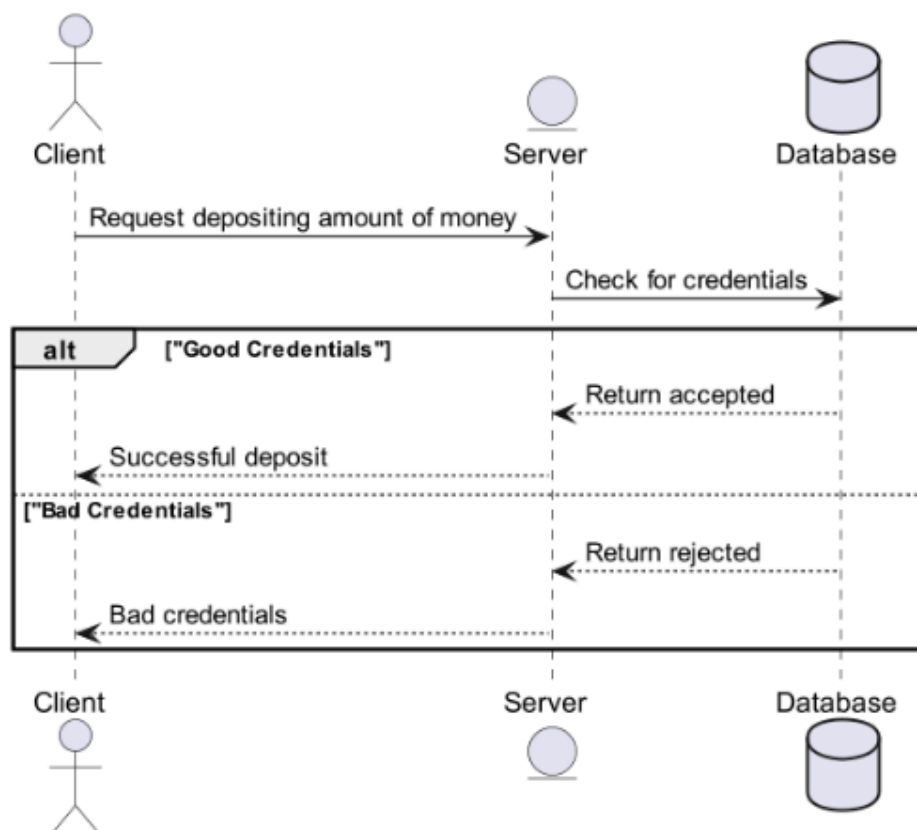 Client
Server
Database
Request depositing amount of money
Check for credentials
alt
["Good Credentials"]
Return accepted
Successful deposit
["Bad Credentials"]
Return rejected
Bad credentials
Client
Server
Database